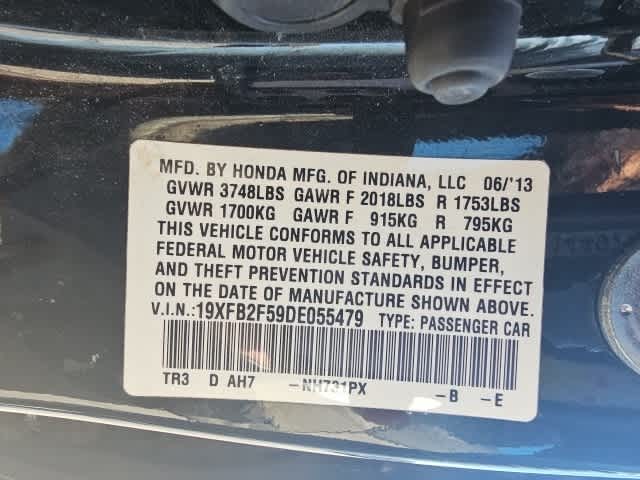 MFD. BY HONDA MFG. OF INDIANA, LLC 06/'13
GVWR 3748LBS GAWR F 2018LBS R 1753LBS
GVWR 1700KG GAWR F 915KG R 795KG
THIS VEHICLE CONFORMS TO ALL APPLICABLE
FEDERAL MOTOR VEHICLE SAFETY, BUMPER,
AND THEFT PREVENTION STANDARDS IN EFFECT
ON THE DATE OF MANUFACTURE SHOWN ABOVE.
V.I.N.:19XFB2F59DE055479 TYPE: PASSENGER CAR
TR3 D AH7 -NH731PX -B -E